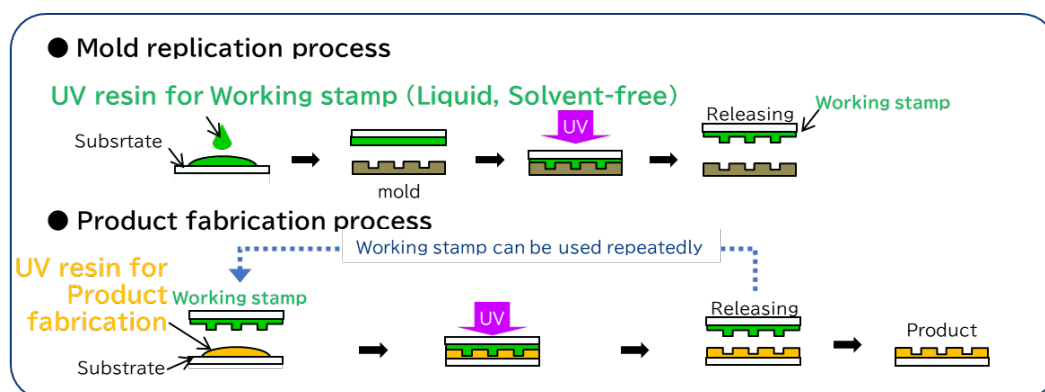 ● Mold replication process
UV resin for Working stamp (Liquid, Solvent-free)
Subsrtate
mold
UV
Releasing
Working stamp
● Product fabrication process
Working stamp can be used repeatedly
UV resin for
Product
fabrication
Working stamp
Substrate
UV
Releasing
Product